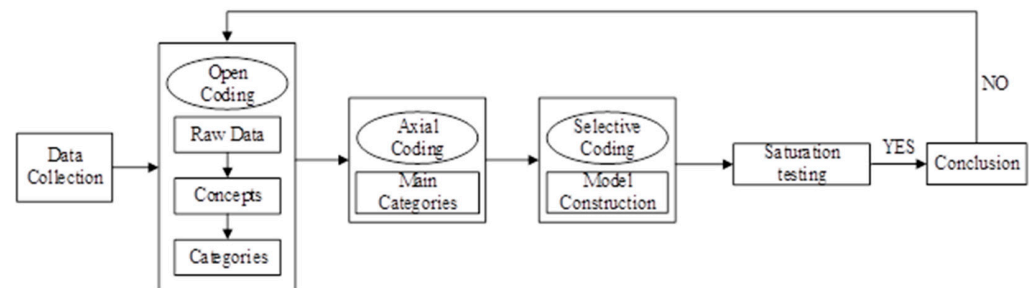 Data
Collection
Open
Coding
Raw Data
Concepts
Categories
Axial
Coding
Main
Categories
Selective
Coding
Model
Construction
Saturation
testing
YES
Conclusion
NO